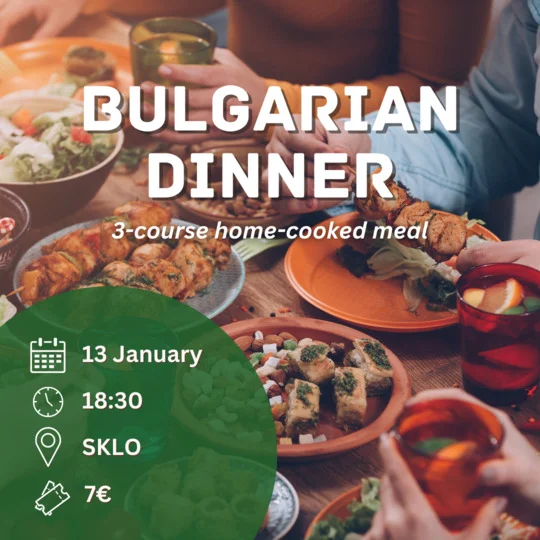 BULGARIAN
DINNER
3-course home-cooked meal
13 January
18:30
SKLO
7€